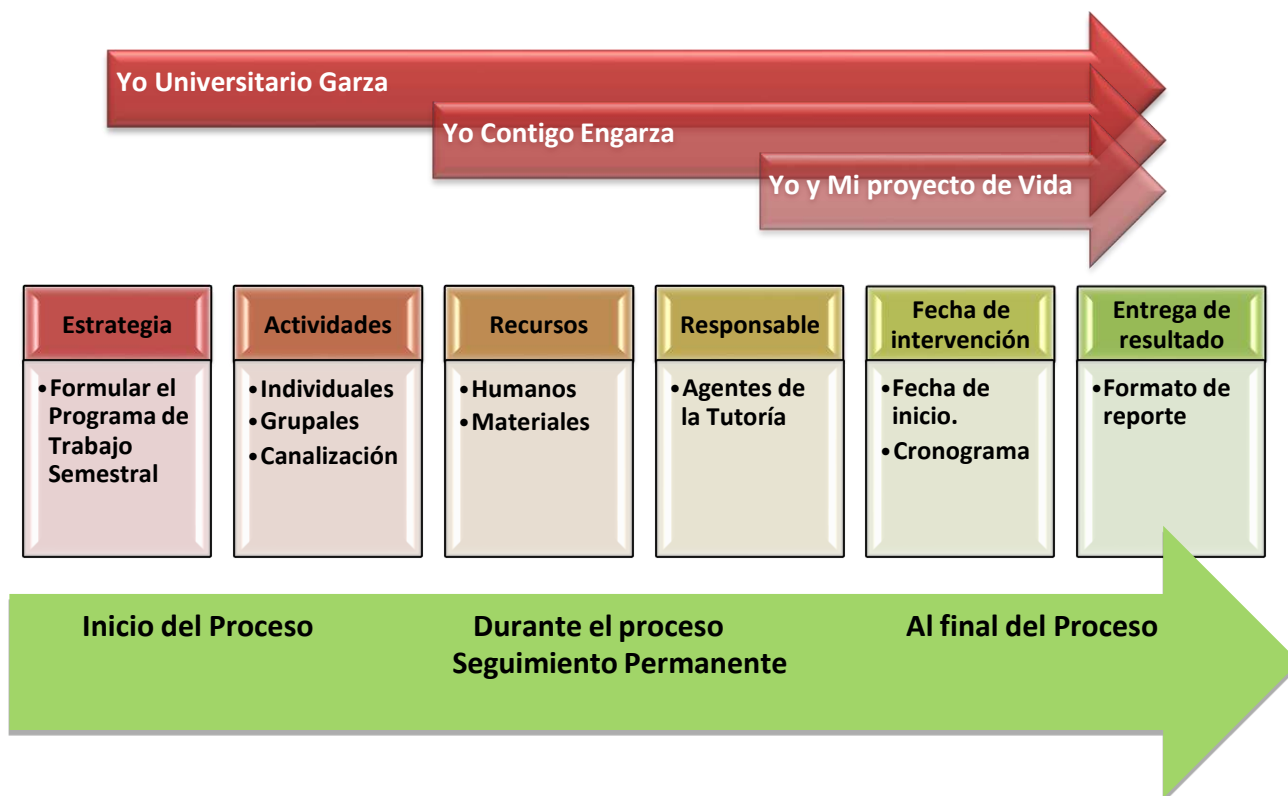 Yo Universitario Garza
Yo Contigo Engarza
Yo y Mi proyecto de Vida
Estrategia
•Formular el
Programa de
Trabajo
Semestral
Actividades
•Individuales
•Grupales
•Canalización
Recursos
•Humanos
•Materiales
Responsable
•Agentes de
la Tutoría
Fecha de
intervención
•Fecha de
inicio.
•Cronograma
Entrega de
resultado
•Formato de
reporte
Inicio del Proceso
Durante el proceso
Seguimiento Permanente
Al final del Proceso